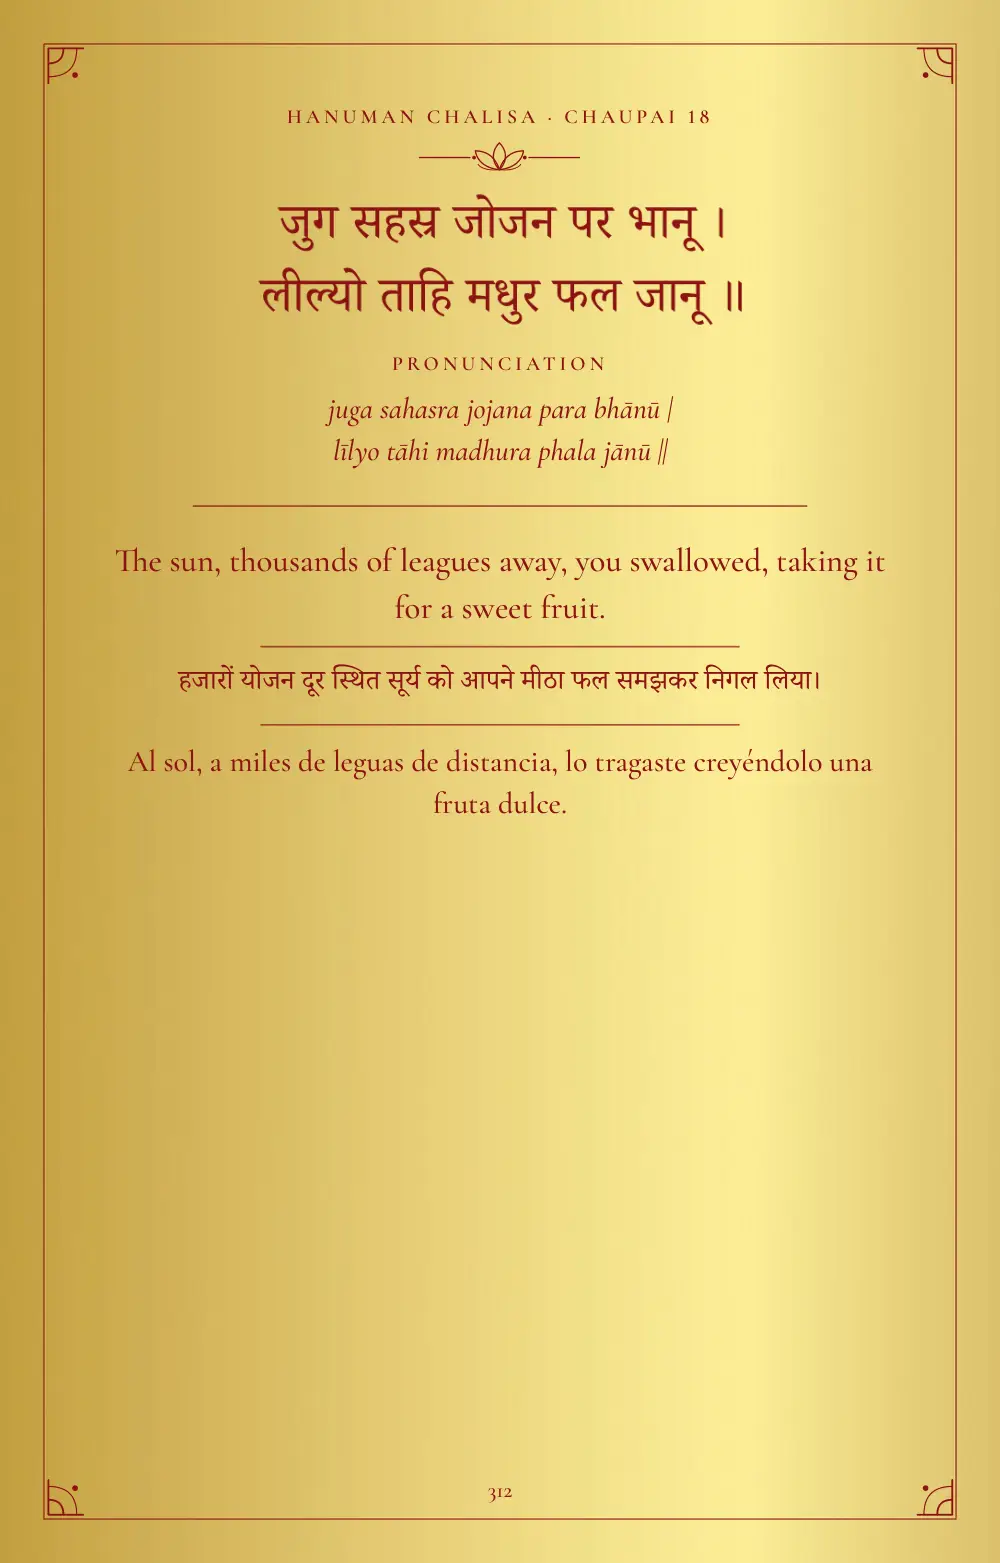 HANUMAN CHALISA · CHAUPAI 18
जुग सहस्र जोजन पर भानू ।
लील्यो ताहि मधुर फल जानू ॥
PRONUNCIATION
juga sahasra jojana para bhānū |
līlyo tāhi madhura phala jānū ||
The sun, thousands of leagues away, you swallowed, taking it
for a sweet fruit.
हजारों योजन दूर स्थित सूर्य को आपने मीठा फल समझकर निगल लिया।
Al sol, a miles de leguas de distancia, lo tragaste creyéndolo una
fruta dulce.
312